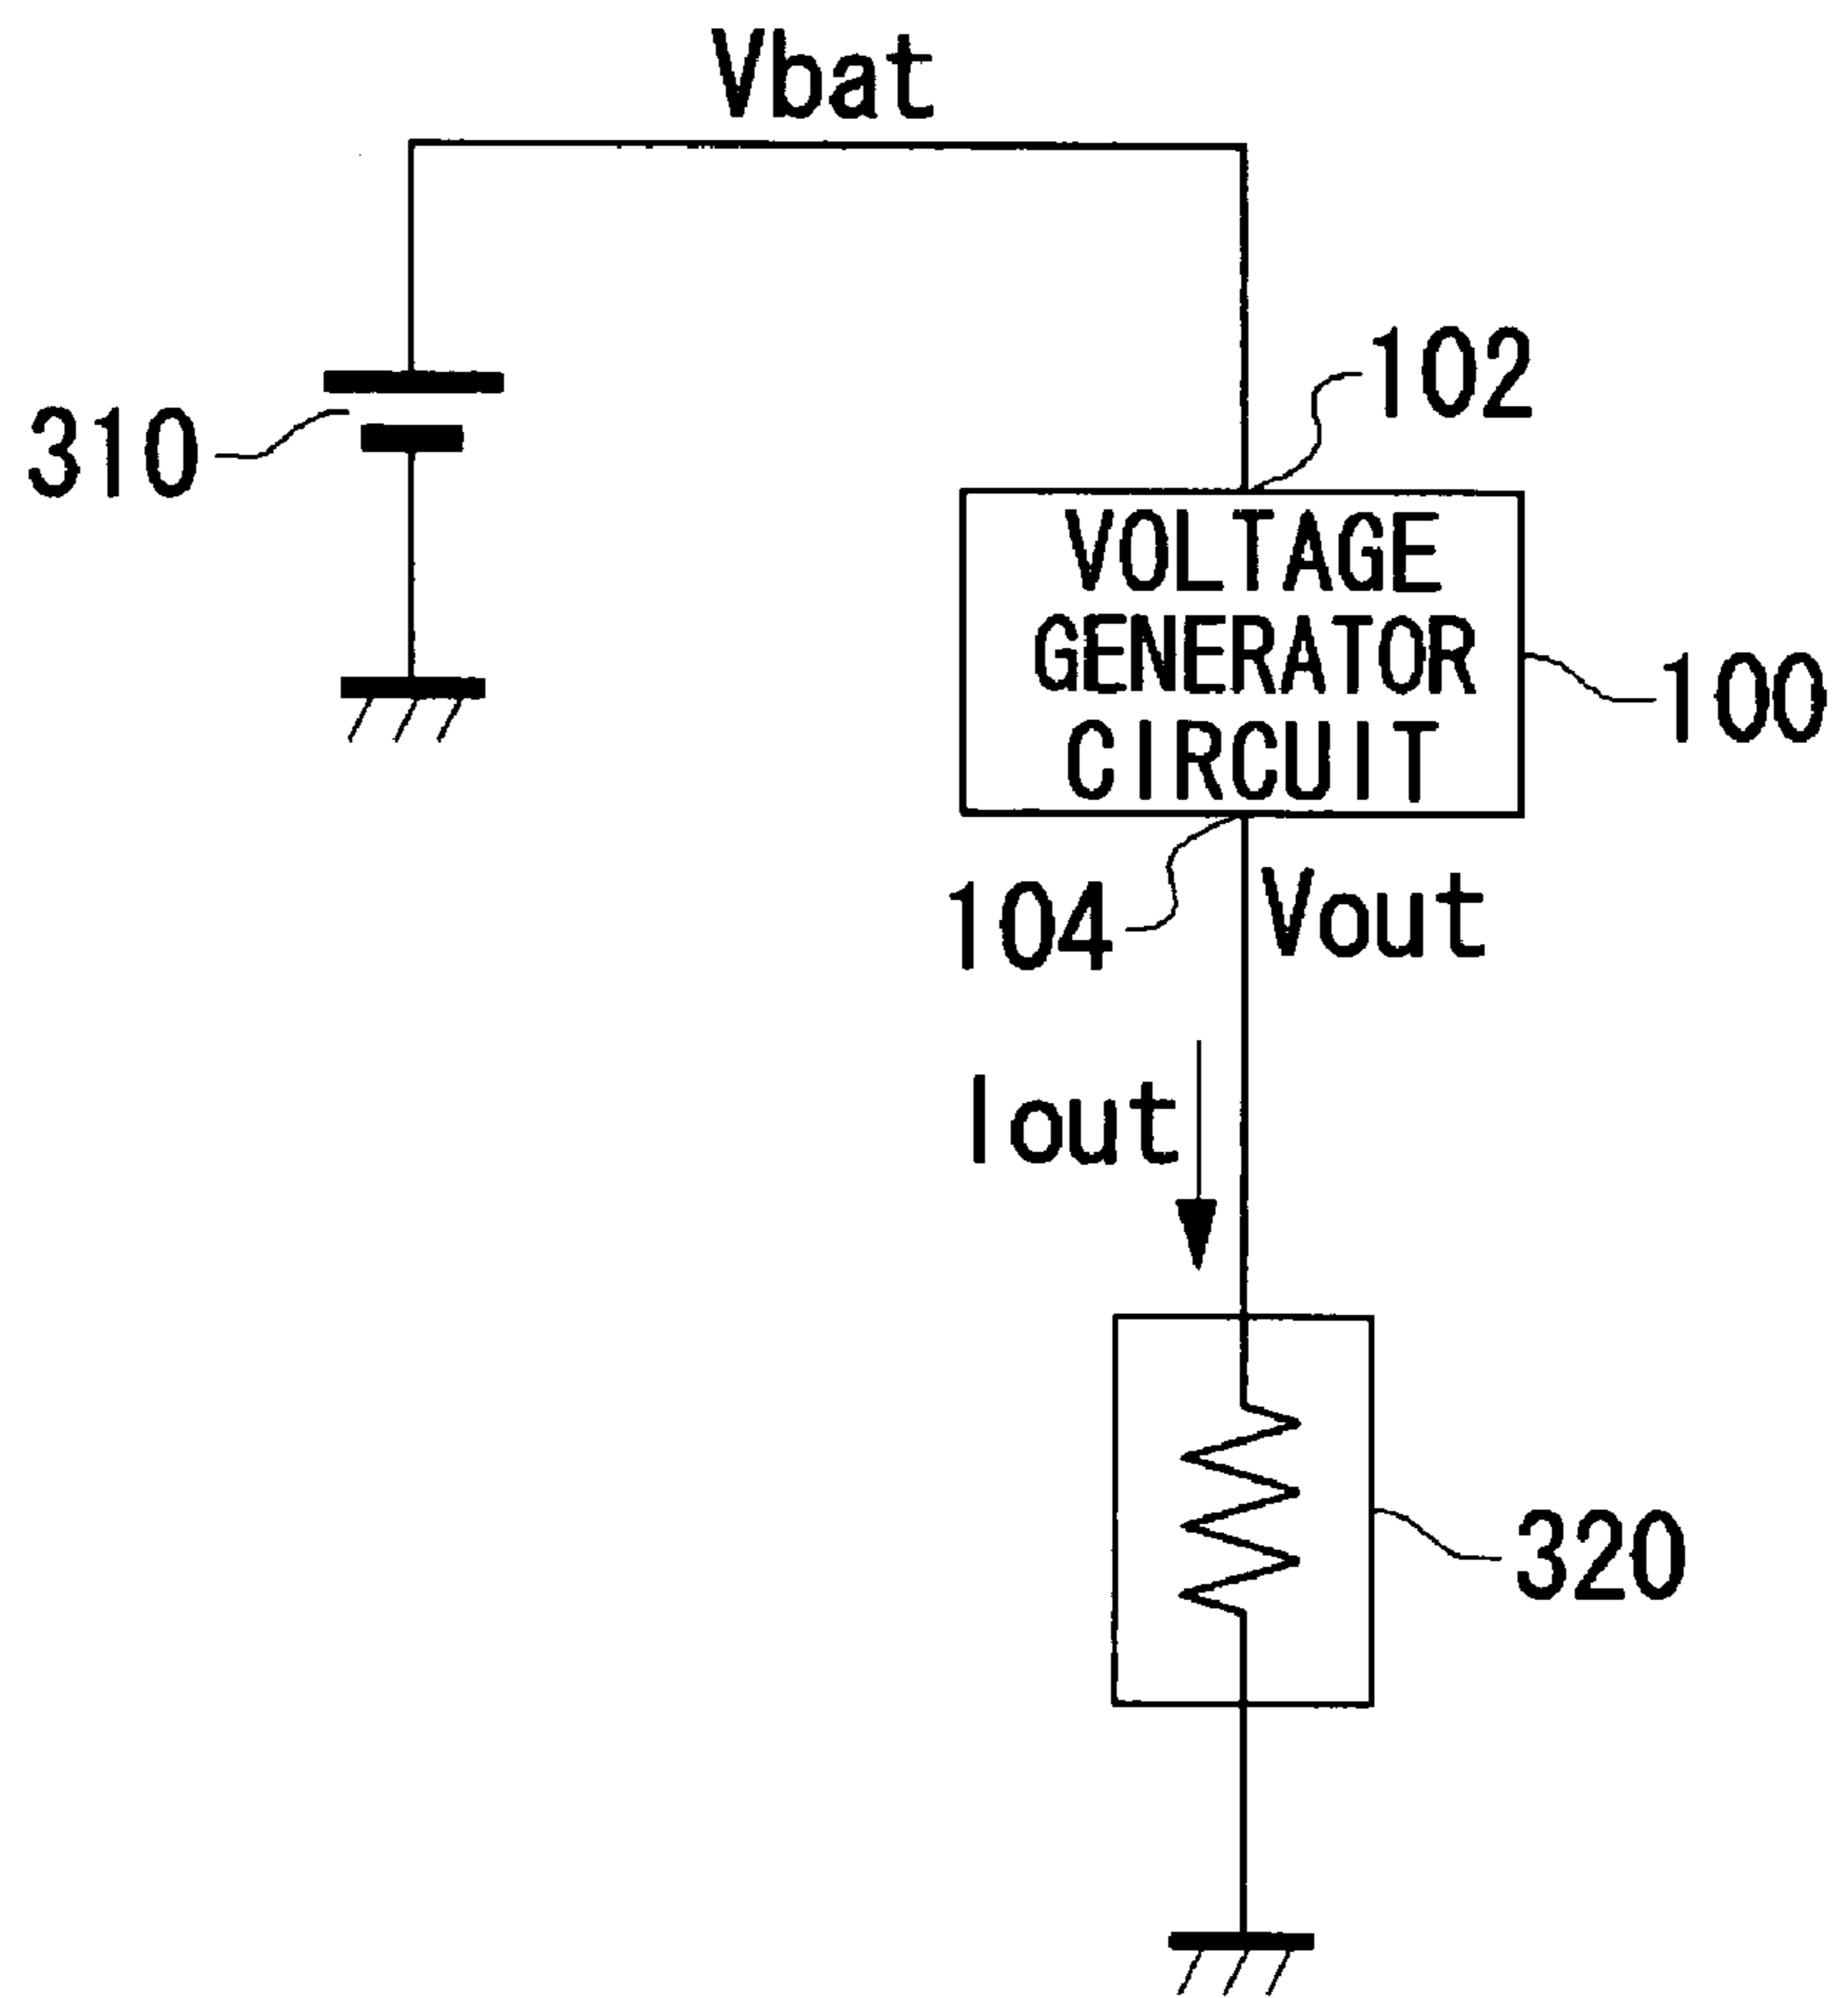 Vbat
102
310
VOLTAGE
GENERATOR
CIRCUIT
100
104
Vout
Iout
320